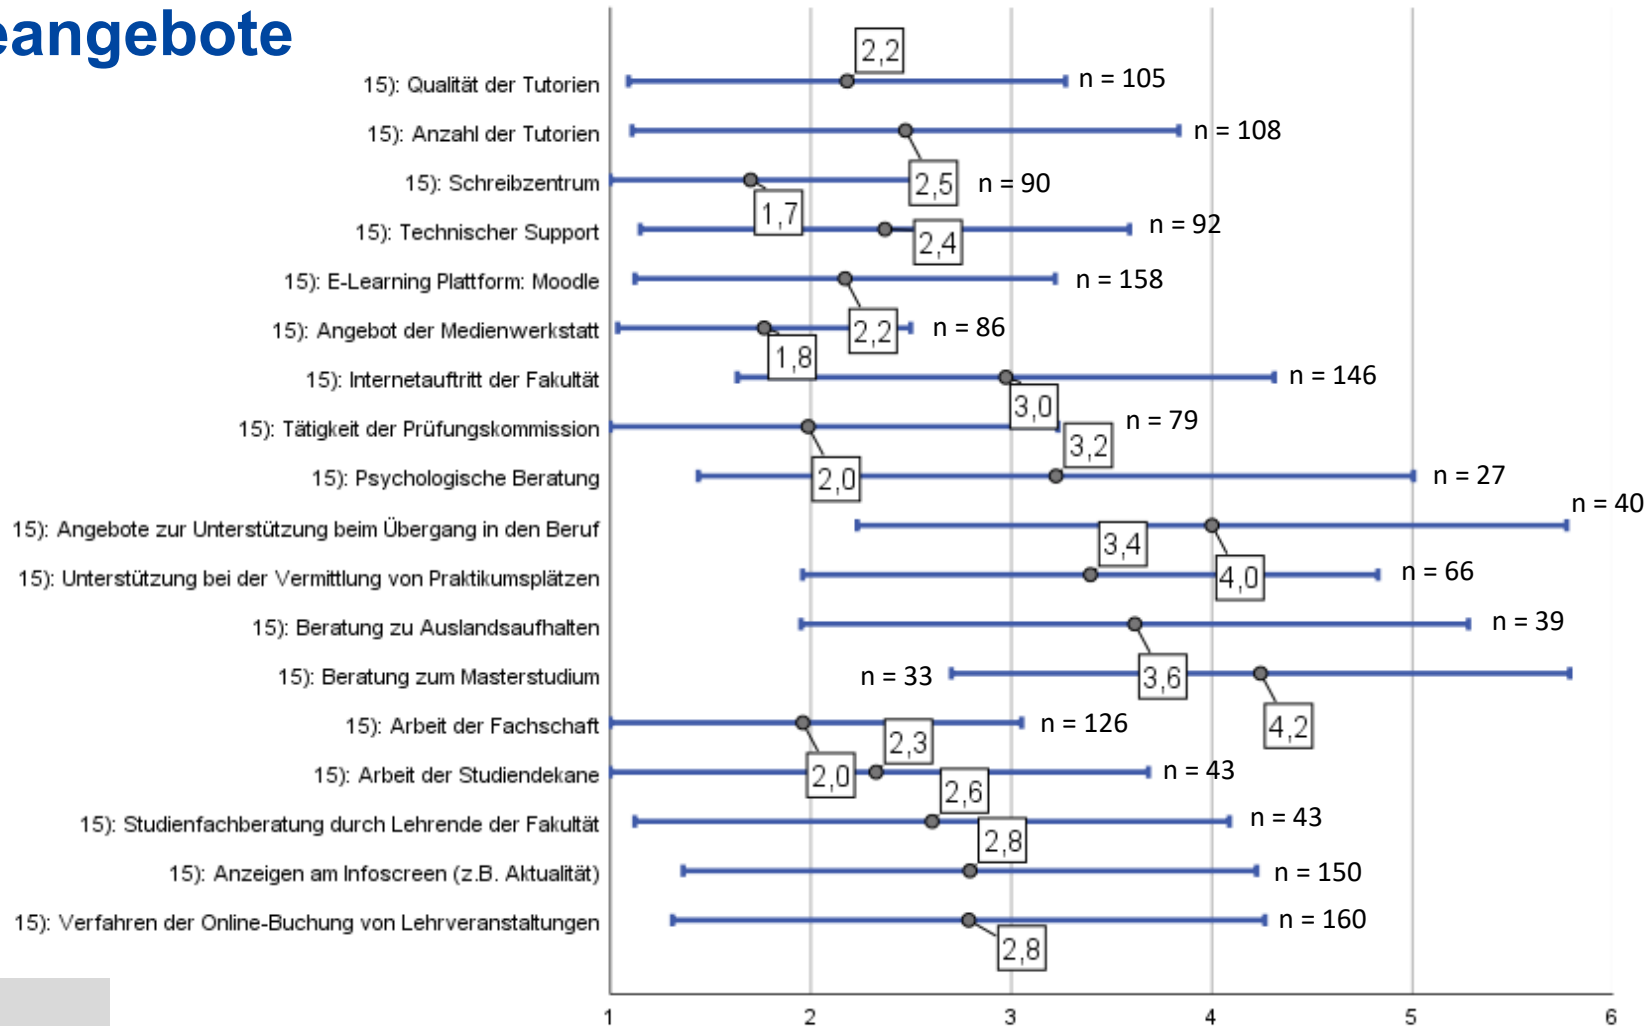 eangebote
2,2
15): Qualität der Tutorien n = 105
15): Anzahl der Tutorien n = 108
2,5
15): Schreibzentrum n = 90
1,7
15): Technischer Support n = 92
2,4
15): E-Learning Plattform: Moodle n = 158
2,2
15): Angebot der Medienwerkstatt n = 86
1,8
15): Internetauftritt der Fakultät n = 146
3,0
15): Tätigkeit der Prüfungskommission n = 79
2,0
3,2
15): Psychologische Beratung n = 27
15): Angebote zur Unterstützung beim Übergang in den Beruf n = 40
4,0
3,4
15): Unterstützung bei der Vermittlung von Praktikumsplätzen n = 66
15): Beratung zu Auslandsaufhalten n = 39
3,6
15): Beratung zum Masterstudium n = 33
4,2
15): Arbeit der Fachschaft n = 126
2,0
2,3
15): Arbeit der Studiendekane n = 43
2,6
15): Studienfachberatung durch Lehrende der Fakultät n = 43
2,8
15): Anzeigen am Infoscreen (z.B. Aktualität) n = 150
15): Verfahren der Online-Buchung von Lehrveranstaltungen n = 160
2,8
1 2 3 4 5 6